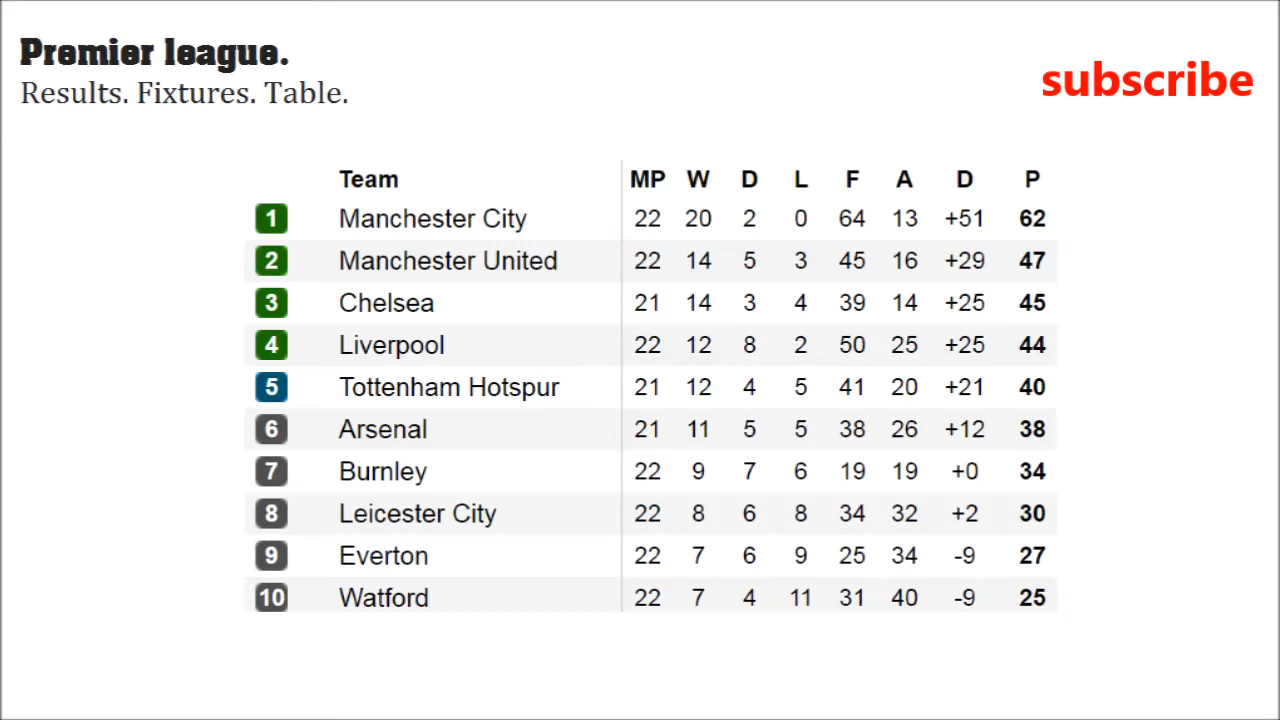 Premier league.
Results. Fixtures. Table.
subscribe
Team MP W D L F A D P
1 Manchester City 22 20 2 0 64 13 +51 62
2 Manchester United 22 14 5 3 45 16 +29 47
3 Chelsea 21 14 3 4 39 14 +25 45
4 Liverpool 22 12 8 2 50 25 +25 44
5 Tottenham Hotspur 21 12 4 5 41 20 +21 40
6 Arsenal 21 11 5 5 38 26 +12 38
7 Burnley 22 9 7 6 19 19 +0 34
8 Leicester City 22 8 6 8 34 32 +2 30
9 Everton 22 7 6 9 25 34 -9 27
10 Watford 22 7 4 11 31 40 -9 25